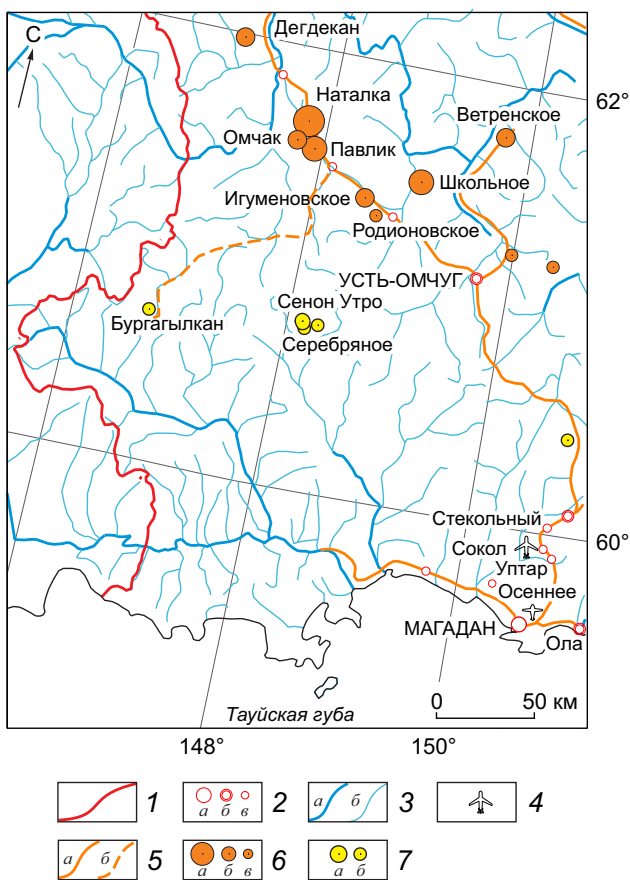 С
Дегдекан
62°
Наталка
Ветренское
Омчак
Павлик
Школьное
Игуменовское
Родионовское
УСТЬ-ОМЧУГ
Сенон Утро
Бургагылкан
Серебряное
Стекольный
60°
Сокол
Уптар
Осеннее
МАГАДАН
Ола
0 50 км
Тауйская губа
148° 150°
1 а б в 2 а б 3 4
а б 5 а б в 6 а б 7